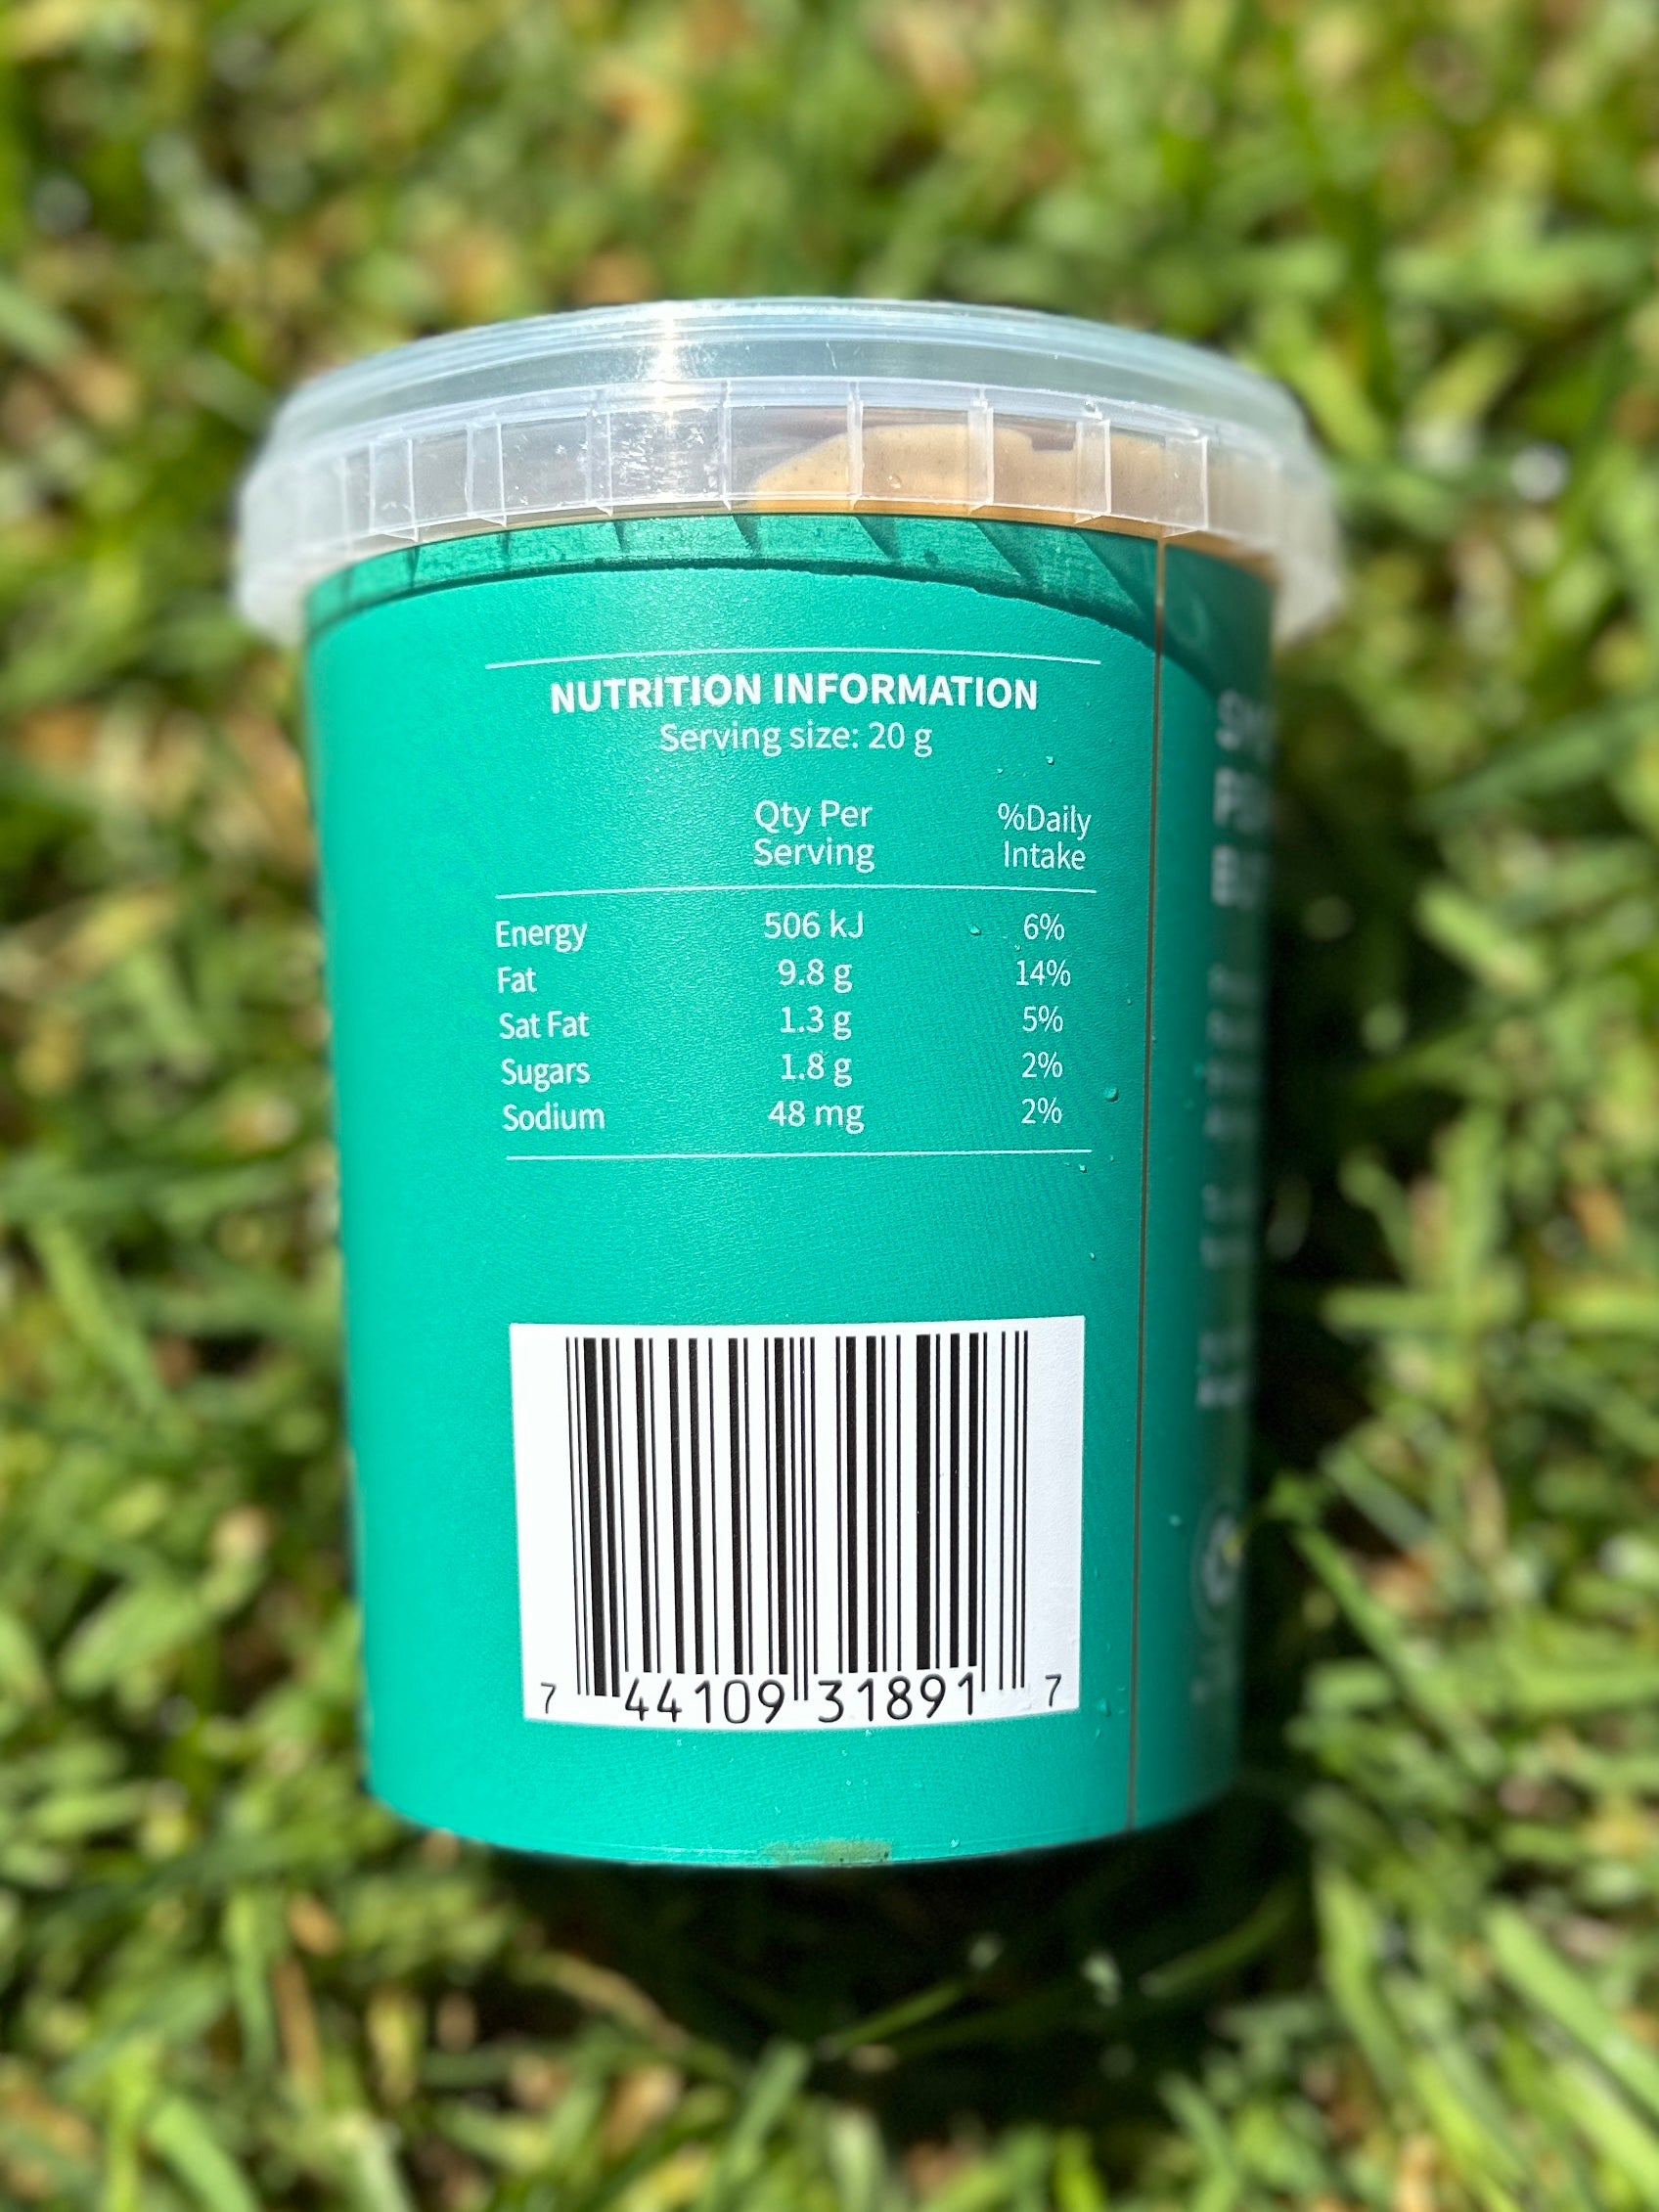 NUTRITION INFORMATION
Serving size: 20 g
Qty Per Serving %Daily Intake
Energy 506 kJ 6%
Fat 9.8 g 14%
Sat Fat 1.3 g 5%
Sugars 1.8 g 2%
Sodium 48 mg 2%
7 44109 31891 7